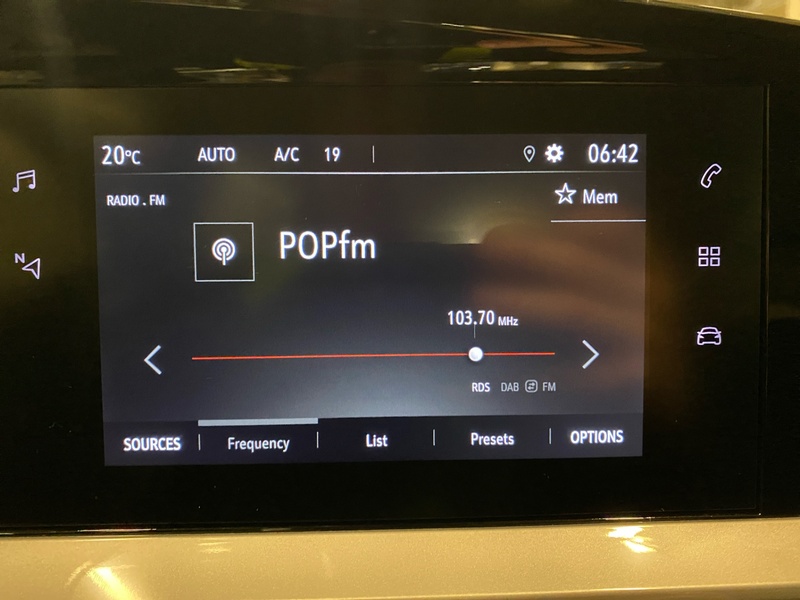 20°C AUTO A/C 19 06:42
RADIO . FM
Mem
POPfm
103.70 MHz
RDS DAB FM
SOURCES Frequency List Presets OPTIONS
N